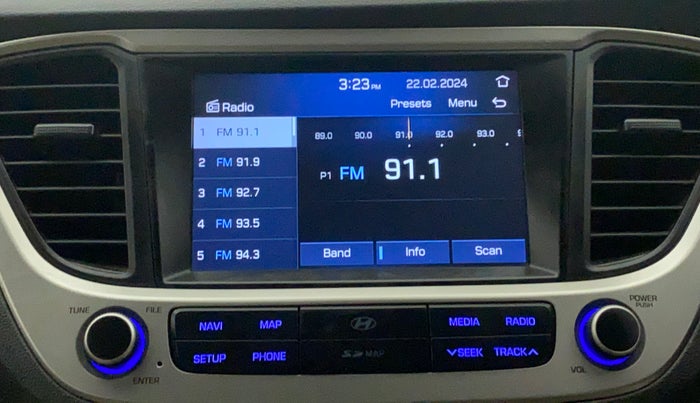 3:23 PM 22.02.2024
Radio Presets Menu
1 FM 91.1
2 FM 91.9
3 FM 92.7
4 FM 93.5
5 FM 94.3
89.0 90.0 91.0 92.0 93.0
P1 FM 91.1
Band Info Scan
TUNE FILE
ENTER
NAVI MAP
SETUP PHONE
SD MAP
MEDIA RADIO
SEEK TRACK
POWER
PUSH
VOL